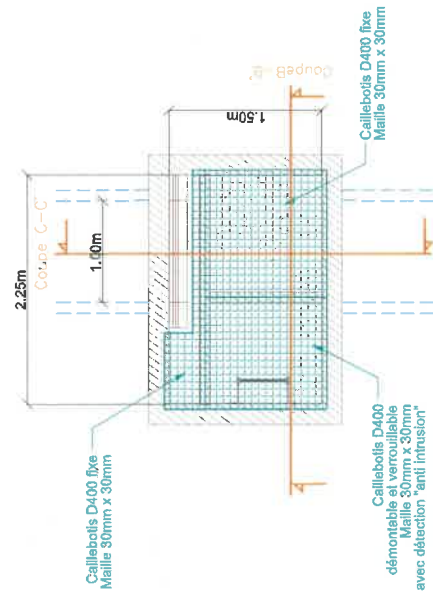 2.25m
Coupe C-C'
1.00m
1.50m
Coupe B-B'
Caillebotis D400 fixe
Maille 30mm x 30mm
Caillebotis D400 fixe
Maille 30mm x 30mm
Caillebotis D400
démontable et verrouillable
Maille 30mm x 30mm
avec détection "anti intrusion"